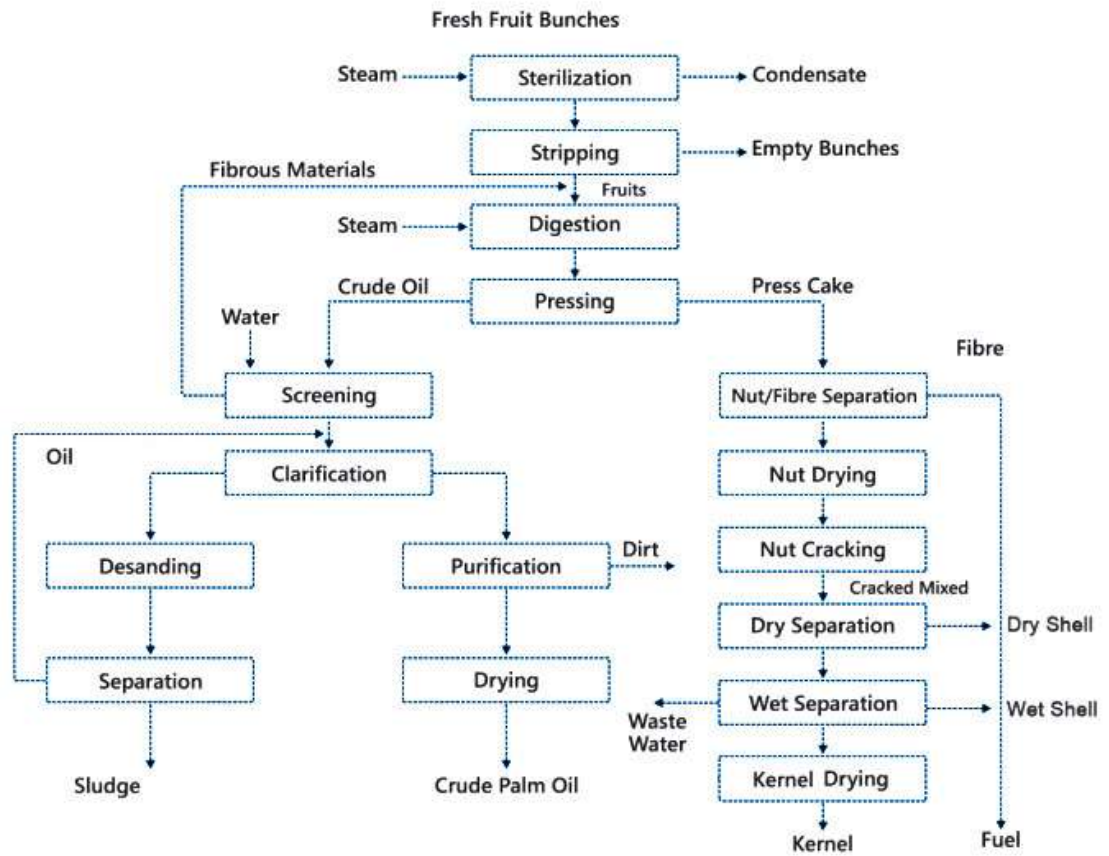 Fresh Fruit Bunches
Steam
Sterilization
Condensate
Stripping
Empty Bunches
Fibrous Materials
Fruits
Steam
Digestion
Crude Oil
Pressing
Press Cake
Water
Fibre
Screening
Nut/Fibre Separation
Oil
Clarification
Nut Drying
Desanding
Purification
Dirt
Nut Cracking
Cracked Mixed
Dry Separation
Dry Shell
Separation
Drying
Wet Separation
Wet Shell
Waste
Water
Sludge
Crude Palm Oil
Kernel Drying
Kernel
Fuel